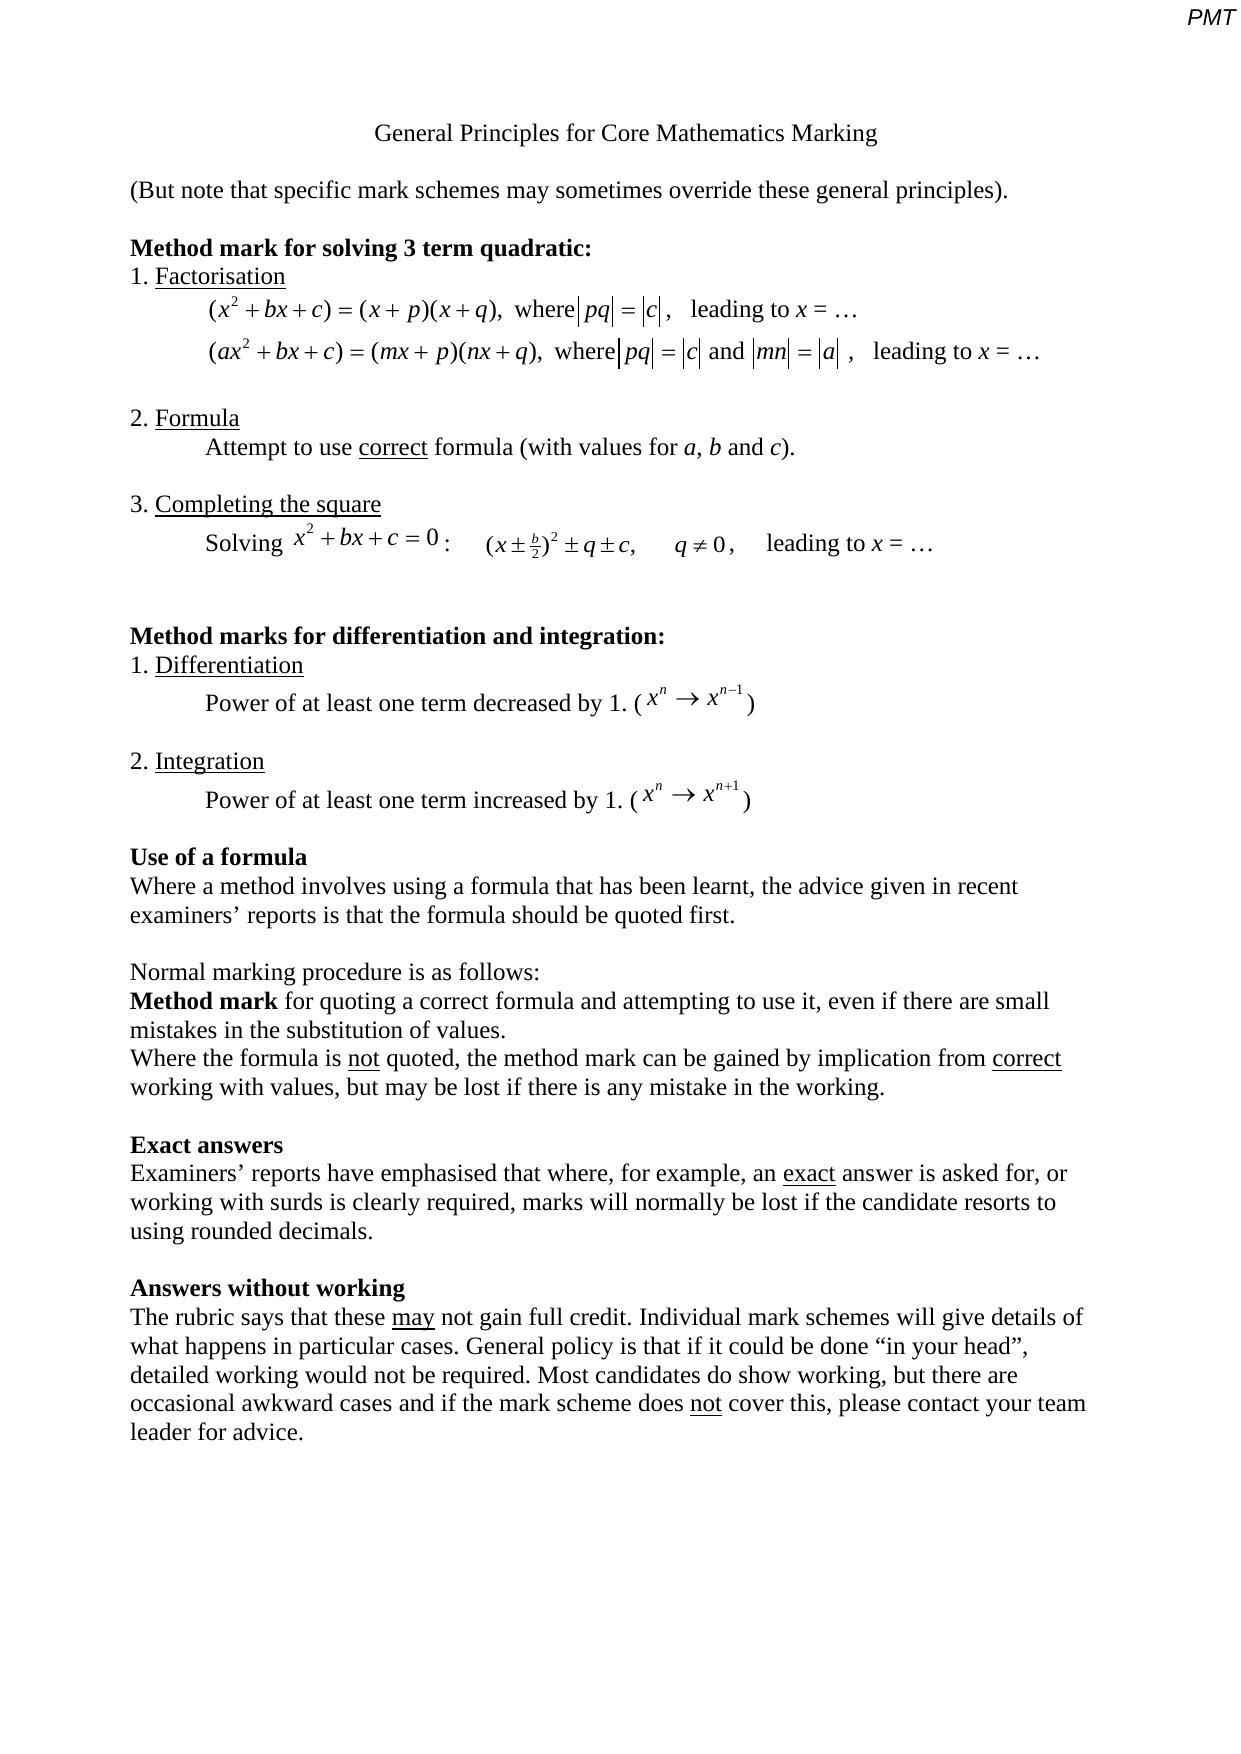 PMT
General Principles for Core Mathematics Marking
(But note that specific mark schemes may sometimes override these general principles).
Method mark for solving 3 term quadratic:
1. Factorisation
(x² + bx + c) = (x + p)(x + q), where |pq| = |c|, leading to x = …
(ax² + bx + c) = (mx + p)(nx + q), where |pq| = |c| and |mn| = |a| , leading to x = …
2. Formula
Attempt to use correct formula (with values for a, b and c).
3. Completing the square
Solving x² + bx + c = 0 : (x ± b/2)² ± q ± c, q ≠ 0 , leading to x = …
Method marks for differentiation and integration:
1. Differentiation
Power of at least one term decreased by 1. ( xⁿ → xⁿ⁻¹ )
2. Integration
Power of at least one term increased by 1. ( xⁿ → xⁿ⁺¹ )
Use of a formula
Where a method involves using a formula that has been learnt, the advice given in recent
examiners’ reports is that the formula should be quoted first.
Normal marking procedure is as follows:
Method mark for quoting a correct formula and attempting to use it, even if there are small
mistakes in the substitution of values.
Where the formula is not quoted, the method mark can be gained by implication from correct
working with values, but may be lost if there is any mistake in the working.
Exact answers
Examiners’ reports have emphasised that where, for example, an exact answer is asked for, or
working with surds is clearly required, marks will normally be lost if the candidate resorts to
using rounded decimals.
Answers without working
The rubric says that these may not gain full credit. Individual mark schemes will give details of
what happens in particular cases. General policy is that if it could be done “in your head”,
detailed working would not be required. Most candidates do show working, but there are
occasional awkward cases and if the mark scheme does not cover this, please contact your team
leader for advice.